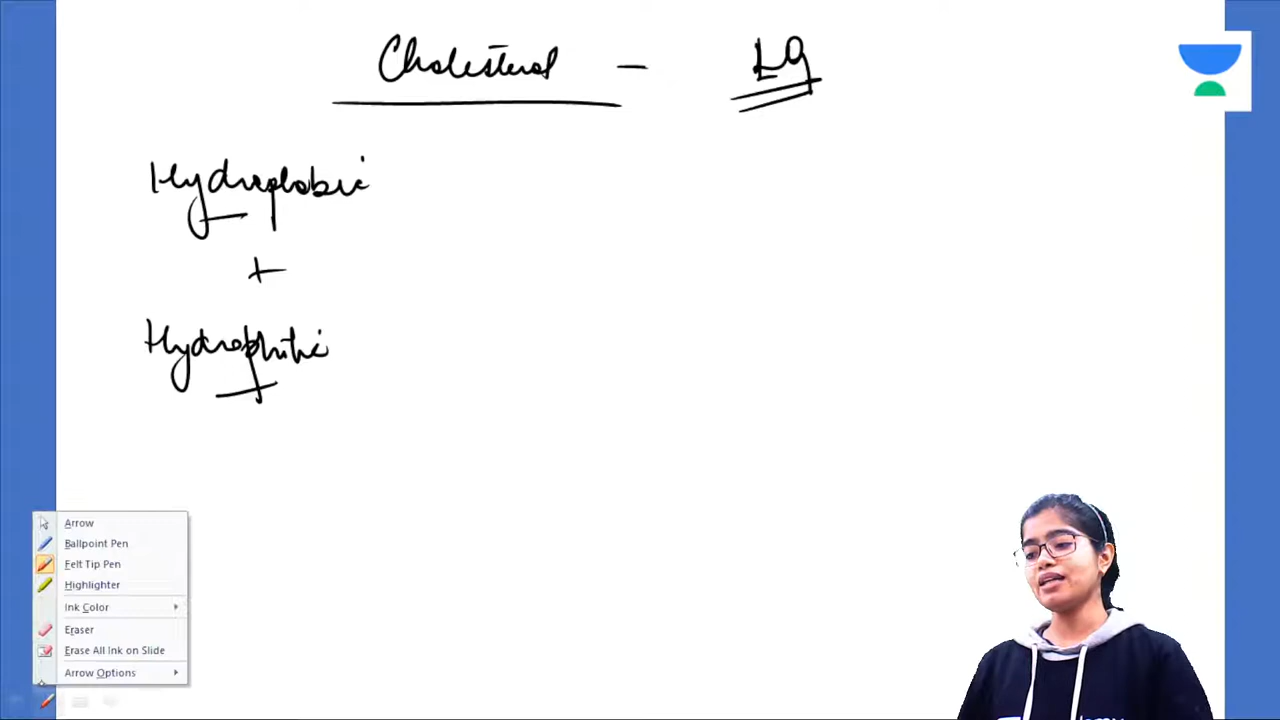 Cholesterol -
Hydrophobic
+
Hydrophilic
Arrow
Ballpoint Pen
Felt Tip Pen
Highlighter
Ink Color
Eraser
Erase All Ink on Slide
Arrow Options